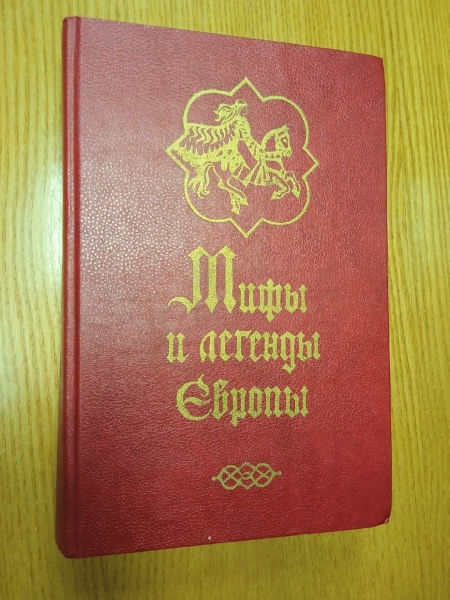 Мифы
и легенды
Европы